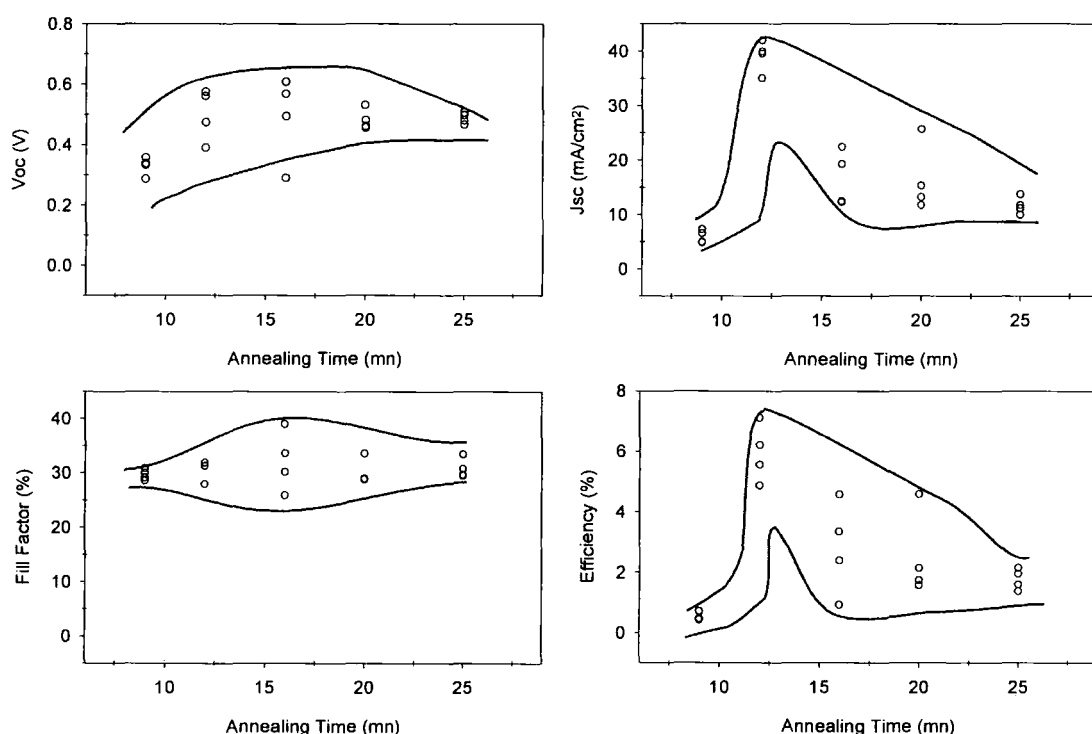 Voc (V)
0.8
0.6
0.4
0.2
0.0
10 15 20 25
Annealing Time (mn)
Jsc (mA/cm²)
40
30
20
10
0
10 15 20 25
Annealing Time (mn)
Fill Factor (%)
40
30
20
10
0
10 15 20 25
Annealing Time (mn)
Efficiency (%)
8
6
4
2
0
10 15 20 25
Annealing Time (mn)